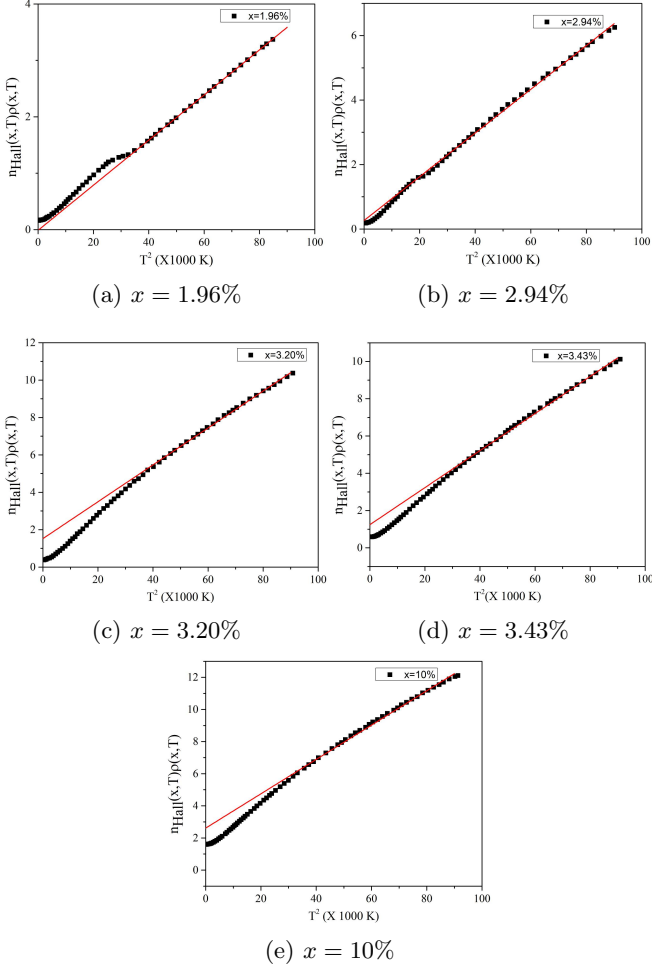 4
x=1.96%
2
0
0 20 40 60 80 100
n_Hall(x,T)ρ(x,T)
T² (X1000 K)
(a) x = 1.96%
6
x=2.94%
4
2
0
0 20 40 60 80 100
n_Hall(x,T)ρ(x,T)
T² (X1000 K)
(b) x = 2.94%
12
x=3.20%
10
8
6
4
2
0
0 20 40 60 80 100
n_Hall(x,T)ρ(x,T)
T² (X1000 K)
(c) x = 3.20%
10
x=3.43%
8
6
4
2
0
0 20 40 60 80 100
n_Hall(x,T)ρ(x,T)
T²(X 1000 K)
(d) x = 3.43%
12
x=10%
10
8
6
4
2
0
0 20 40 60 80 100
n_Hall(x,T)ρ(x,T)
T² (X 1000 K)
(e) x = 10%